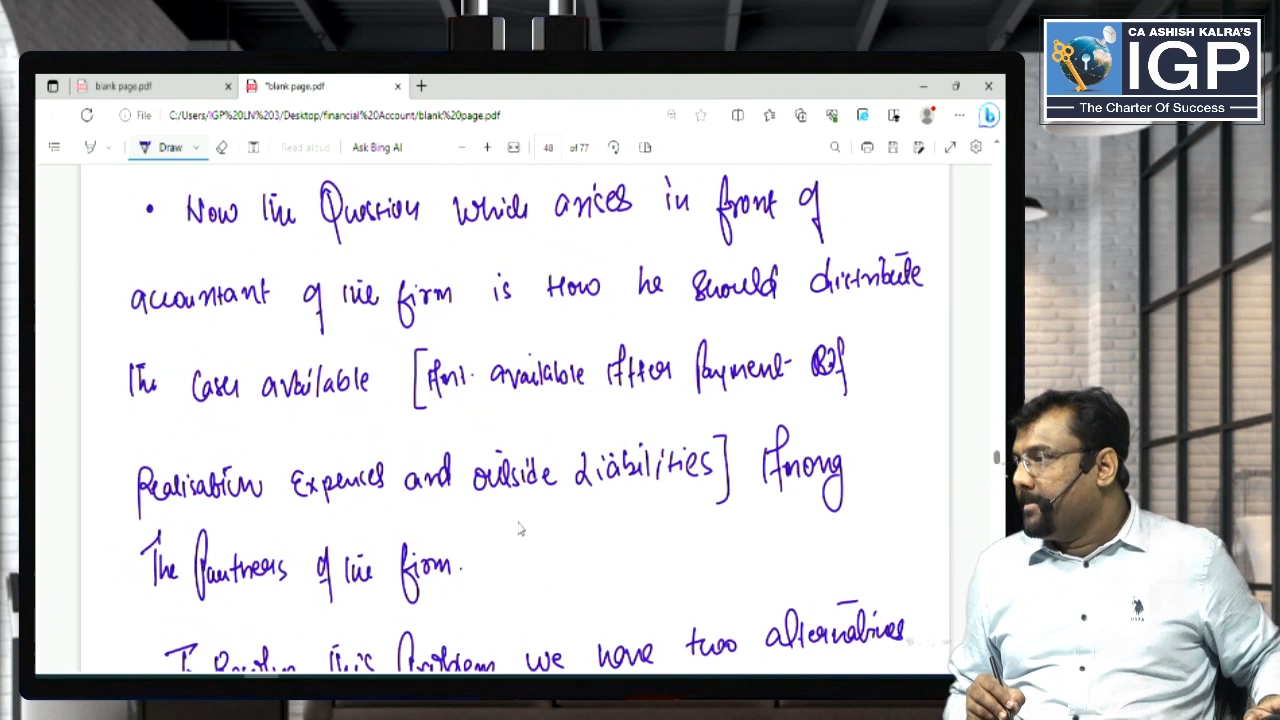 CA ASHISH KALRA'S
IGP
The Charter Of Success
blank page.pdf
*blank page.pdf
File
C:/Users/IGP%20LN%203/Desktop/financial%20Account/blank%20page.pdf
Draw
Read aloud
Ask Bing AI
48 of 77
• Now the Question which arises in front of
accountant of the firm is How he should distribute
The Cash available [Amt. available After Payment of
Realisation Expenses and outside Liabilities] Among
The Partners of the firm.
To Resolve This Problem we have two alternatives